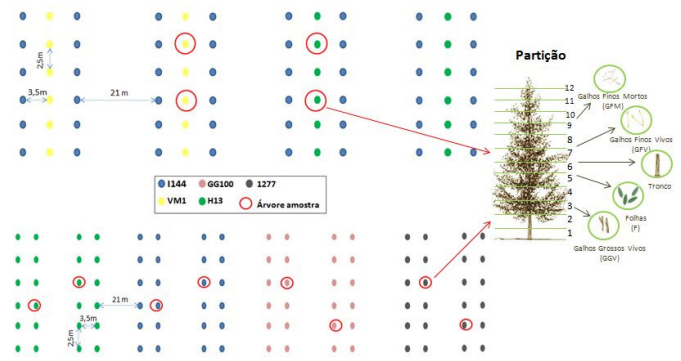 Partição
2,5m
3,5m
21 m
12
11
10
9
8
7
6
5
4
3
2
1
Galhos Finos Mortos
(GFM)
Galhos Finos Vivos
(GFV)
Tronco
Folhas
(F)
Galhos Grossos Vivos
(GGV)
I144
GG100
1277
VM1
H13
Árvore amostra
21m
3,5m
2,5m